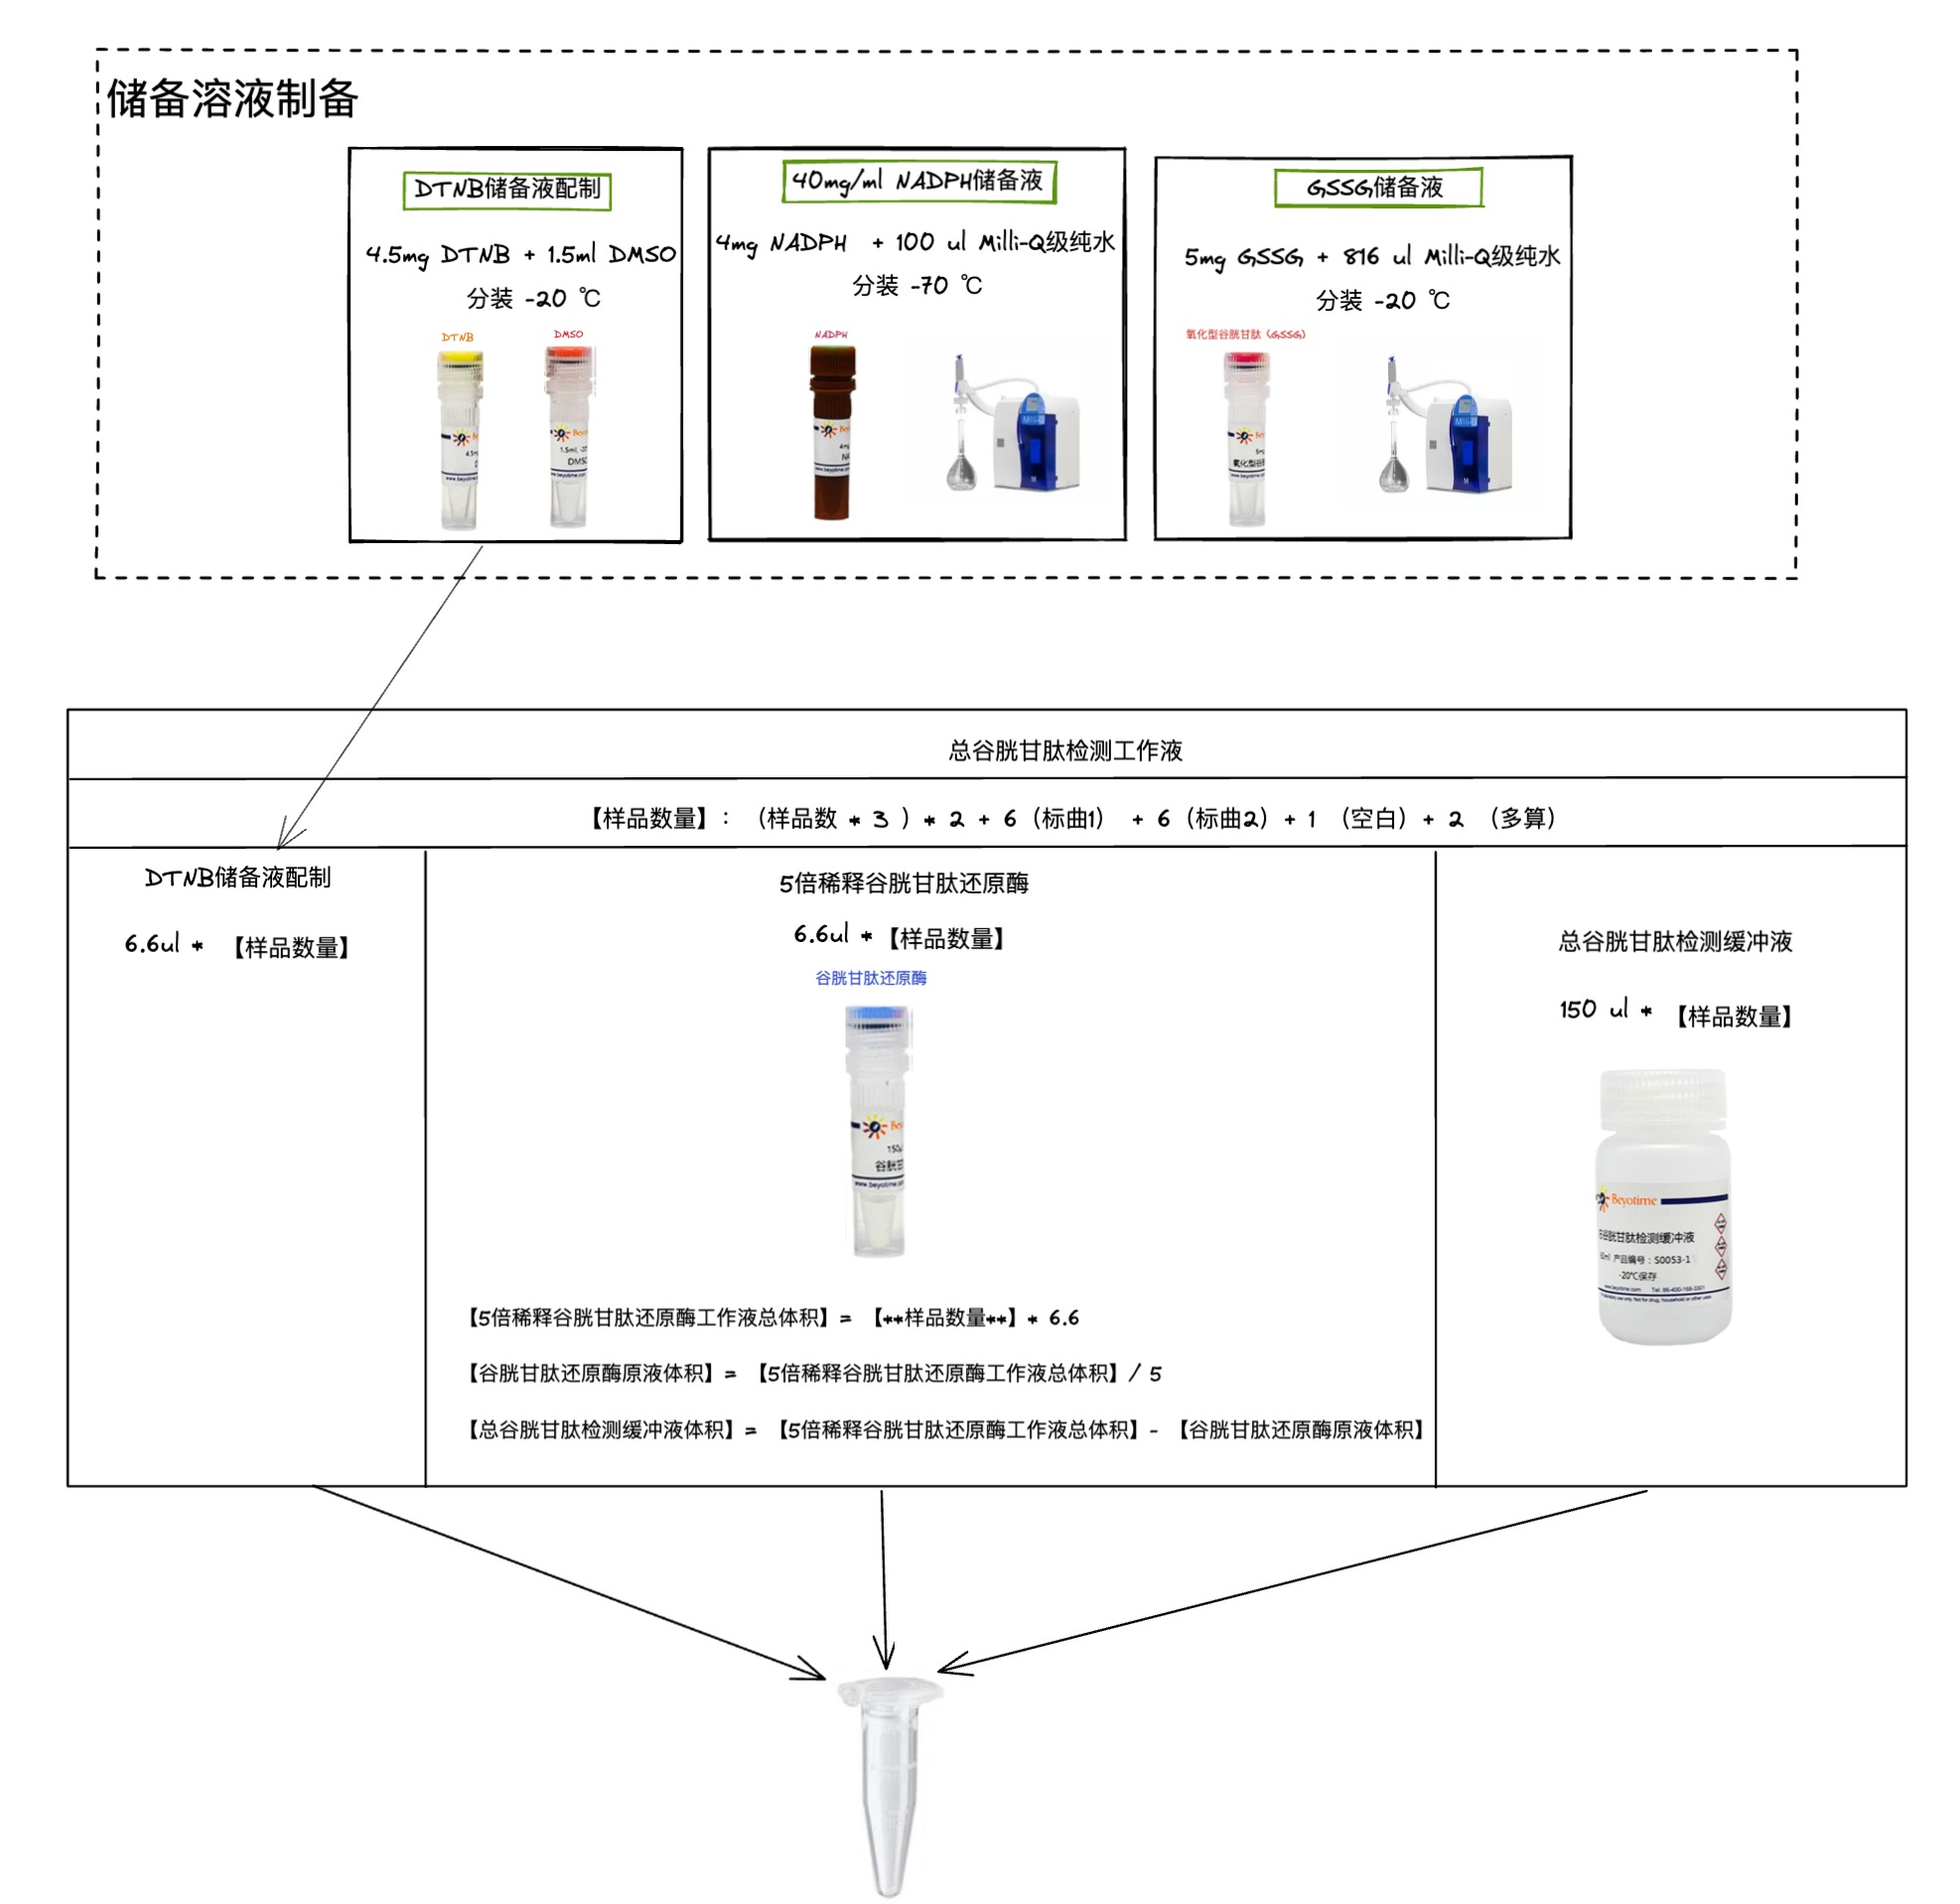 储备溶液制备
DTNB储备液配制
4.5mg DTNB + 1.5ml DMSO
分装 -20 ℃
DTNB
DMSO
Beyotime
1.5ml, -20
DMSO
www.beyotime.com
40mg/ml NADPH储备液
4mg NADPH + 100 ul Milli-Q级纯水
分装 -70 ℃
NADPH
GSSG储备液
5mg GSSG + 816 ul Milli-Q级纯水
分装 -20 ℃
氧化型谷胱甘肽（GSSG）
总谷胱甘肽检测工作液
【样品数量】：（样品数 * 3 ）* 2 + 6（标曲1） + 6（标曲2）+ 1 （空白）+ 2 （多算）
DTNB储备液配制
6.6ul * 【样品数量】
5倍稀释谷胱甘肽还原酶
6.6ul *【样品数量】
谷胱甘肽还原酶
www.beyotime.com
【5倍稀释谷胱甘肽还原酶工作液总体积】= 【**样品数量**】* 6.6
【谷胱甘肽还原酶原液体积】= 【5倍稀释谷胱甘肽还原酶工作液总体积】/ 5
【总谷胱甘肽检测缓冲液体积】= 【5倍稀释谷胱甘肽还原酶工作液总体积】- 【谷胱甘肽还原酶原液体积】
总谷胱甘肽检测缓冲液
150 ul * 【样品数量】
Beyotime
谷胱甘肽检测缓冲液
产品编号：S0053-1
-20℃保存